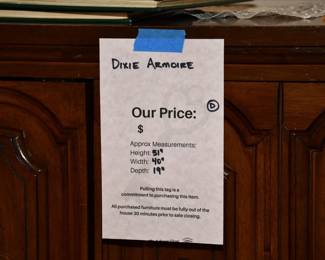 Dixie Armoire
Our Price: D
$
Approx Measurements:
Height: 51"
Width: 40"
Depth: 19"
Pulling this tag is a
commitment to purchasing this item.
All purchased furniture must be fully out of the
house 30 minutes prior to sale closing.